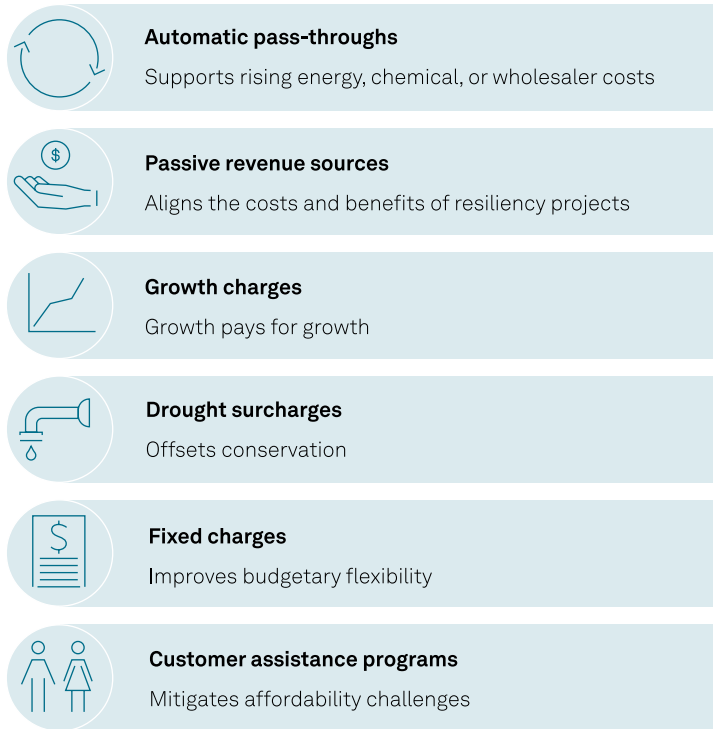 Automatic pass-throughs
Supports rising energy, chemical, or wholesaler costs
$
Passive revenue sources
Aligns the costs and benefits of resiliency projects
Growth charges
Growth pays for growth
Drought surcharges
Offsets conservation
$
Fixed charges
Improves budgetary flexibility
Customer assistance programs
Mitigates affordability challenges